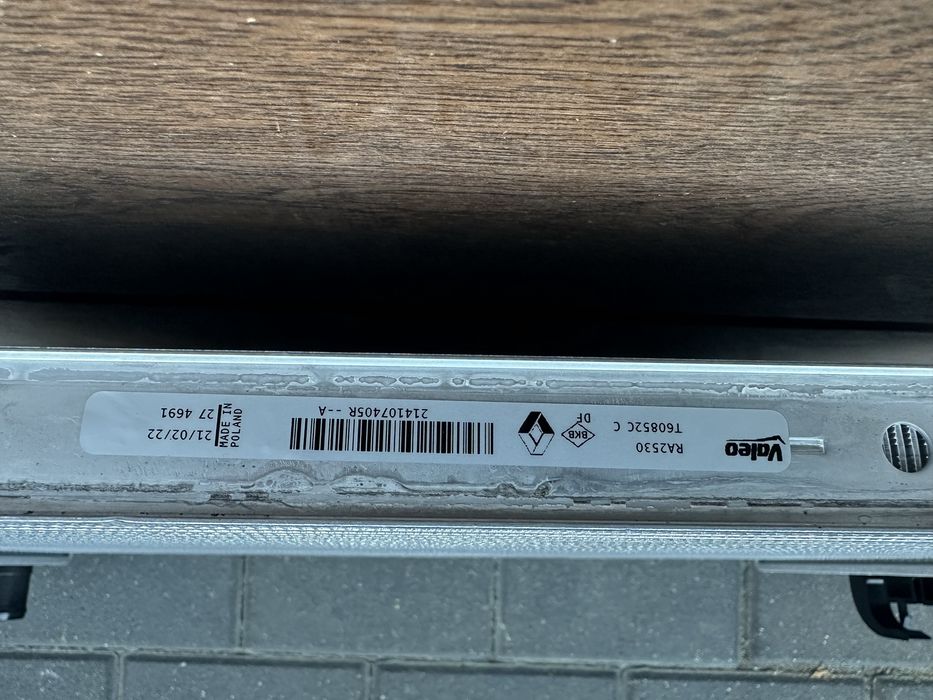 Valeo
RA2530
T60852C C
BKB
DF
214107405R --A
MADE IN
POLAND
21/02/22
27 4691